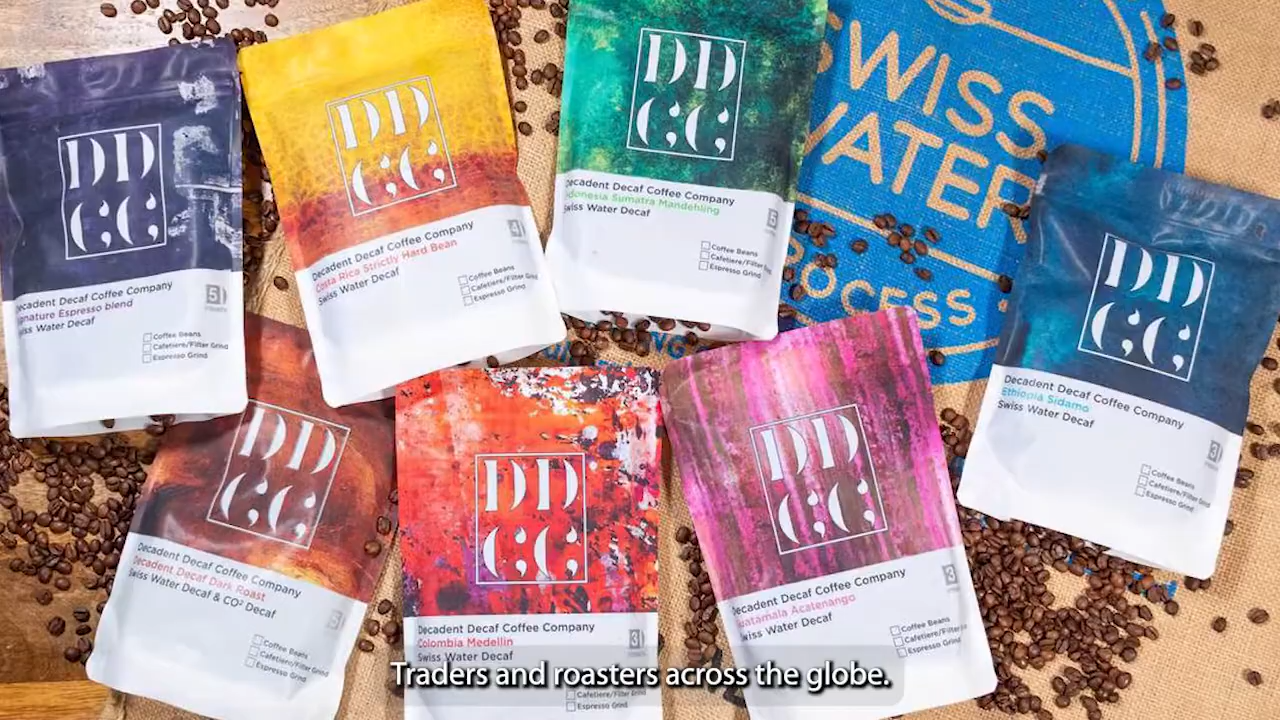 DD
CC
Decadent Decaf Coffee Company
Signature Espresso blend
Swiss Water Decaf
5
Coffee Beans
Cafetiere/Filter Grind
Espresso Grind
DD
CC
Decadent Decaf Coffee Company
Costa Rica Strictly Hard Bean
Swiss Water Decaf
4
Coffee Beans
Cafetiere/Filter Grind
Espresso Grind
DD
CC
Decadent Decaf Coffee Company
Indonesia Sumatra Mandehling
Swiss Water Decaf
5
Coffee Beans
Cafetiere/Filter Grind
Espresso Grind
SWISS
WATER
PROCESS
DD
CC
Decadent Decaf Coffee Company
Ethiopia Sidamo
Swiss Water Decaf
3
Coffee Beans
Cafetiere/Filter Grind
Espresso Grind
DD
CC
Decadent Decaf Coffee Company
Decadent Decaf Dark Roast
Swiss Water Decaf & CO² Decaf
Coffee Beans
Cafetiere/Filter Grind
Espresso Grind
DD
CC
Decadent Decaf Coffee Company
Colombia Medellin
Swiss Water Decaf
3
Cafetiere/Filter Grind
Espresso Grind
DD
CC
Decadent Decaf Coffee Company
Guatamala Acatenango
Swiss Water Decaf
3
Coffee Beans
Cafetiere/Filter
Espresso Grind
Traders and roasters across the globe.